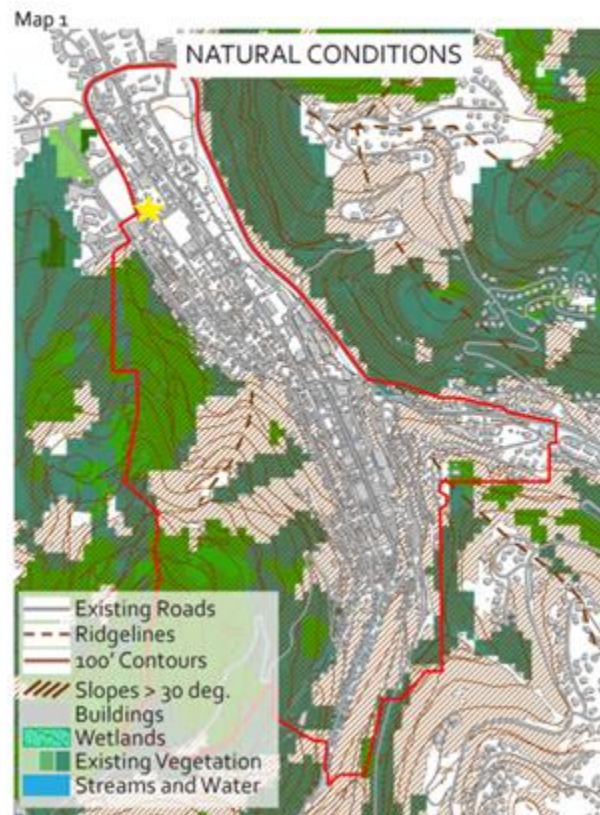 Map 1
NATURAL CONDITIONS
Existing Roads
Ridgelines
100' Contours
Slopes > 30 deg.
Buildings
Wetlands
Existing Vegetation
Streams and Water